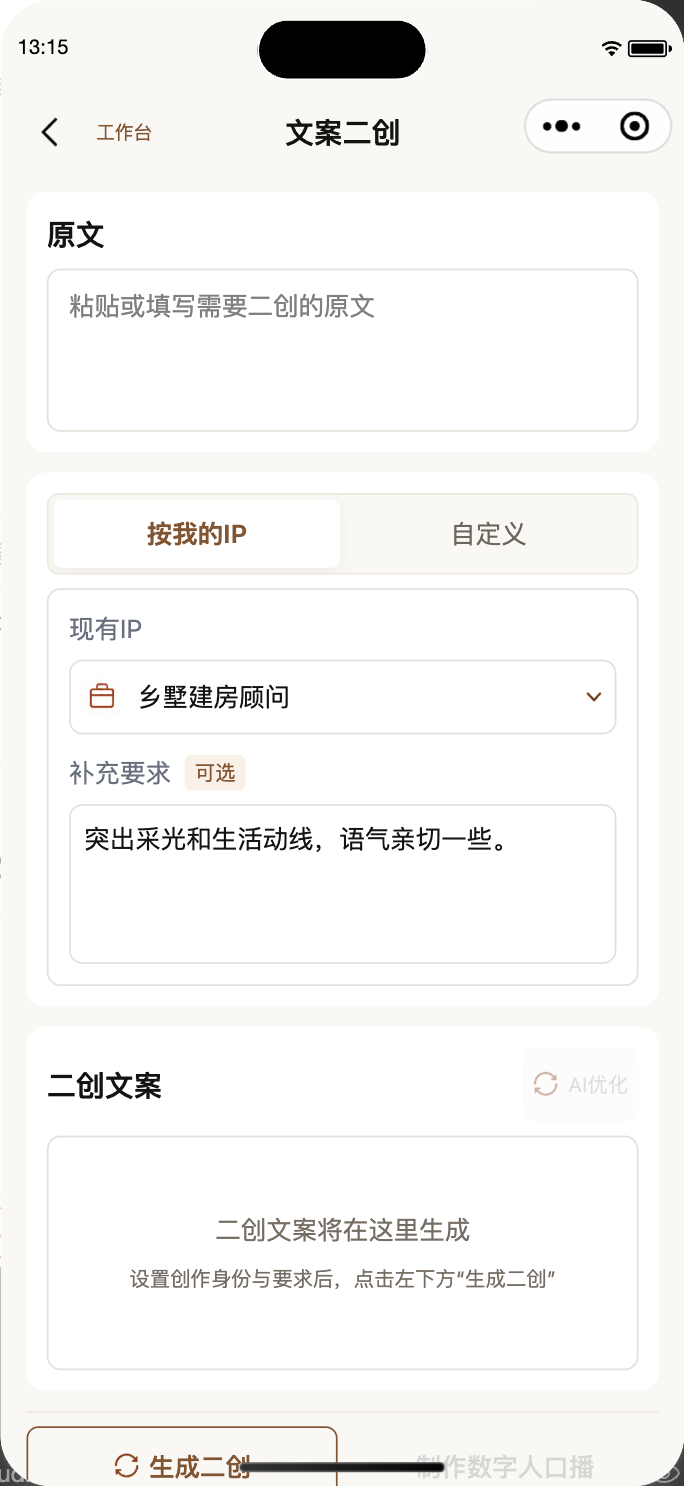 13:15
工作台
文案二创
原文
粘贴或填写需要二创的原文
按我的IP
自定义
现有IP
乡墅建房顾问
补充要求
可选
突出采光和生活动线，语气亲切一些。
二创文案
AI优化
二创文案将在这里生成
设置创作身份与要求后，点击左下方“生成二创”
生成二创
制作数字人口播